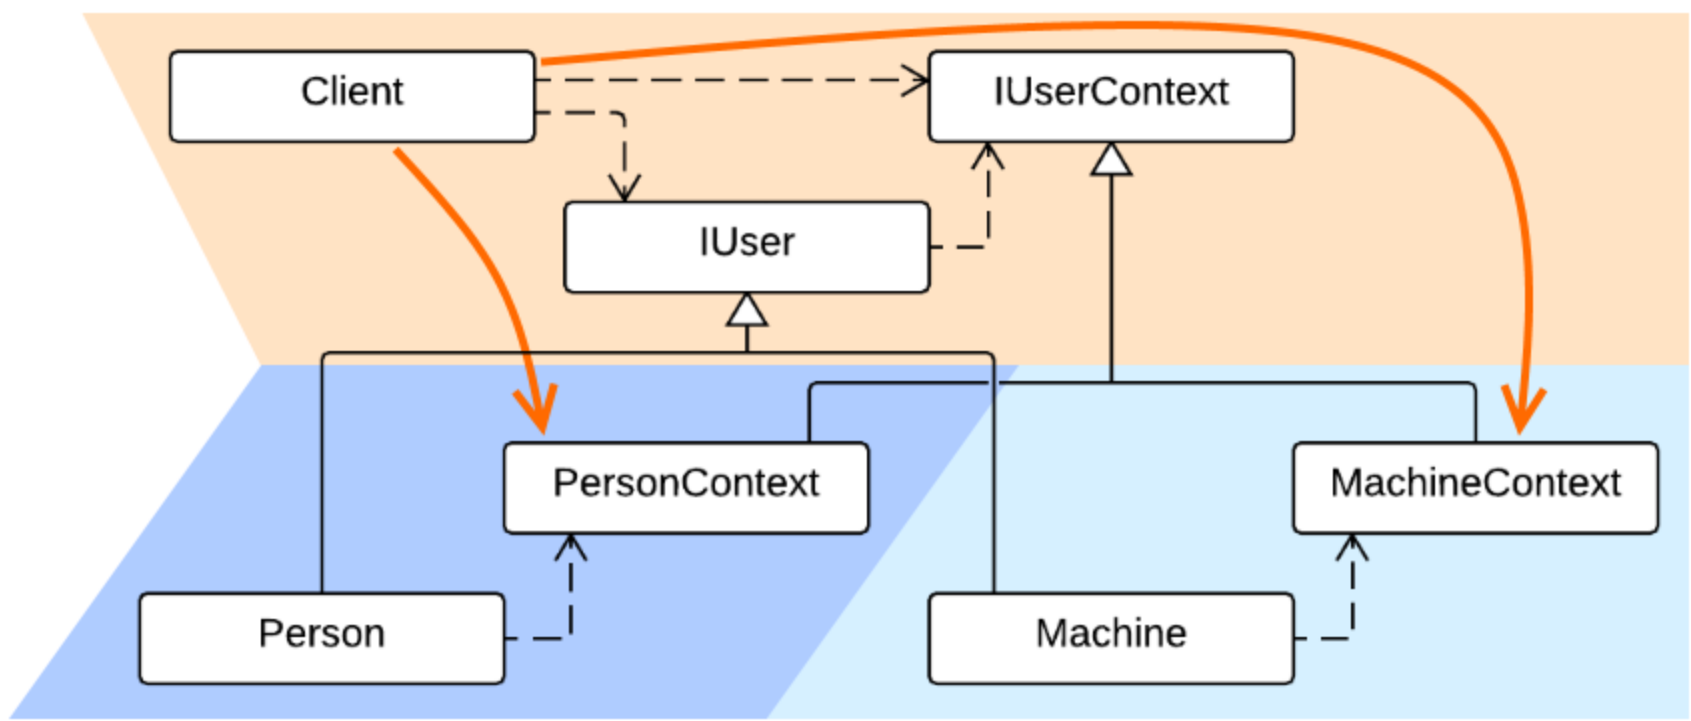 Client
IUserContext
IUser
PersonContext
MachineContext
Person
Machine